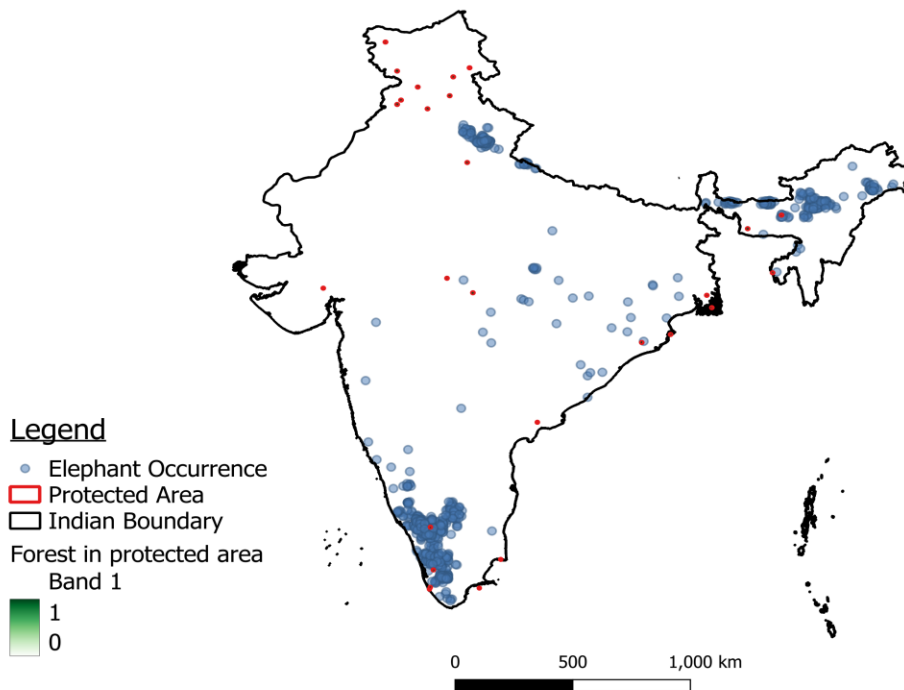 Legend
Elephant Occurrence
Protected Area
Indian Boundary
Forest in protected area
Band 1
1
0
0 500 1,000 km